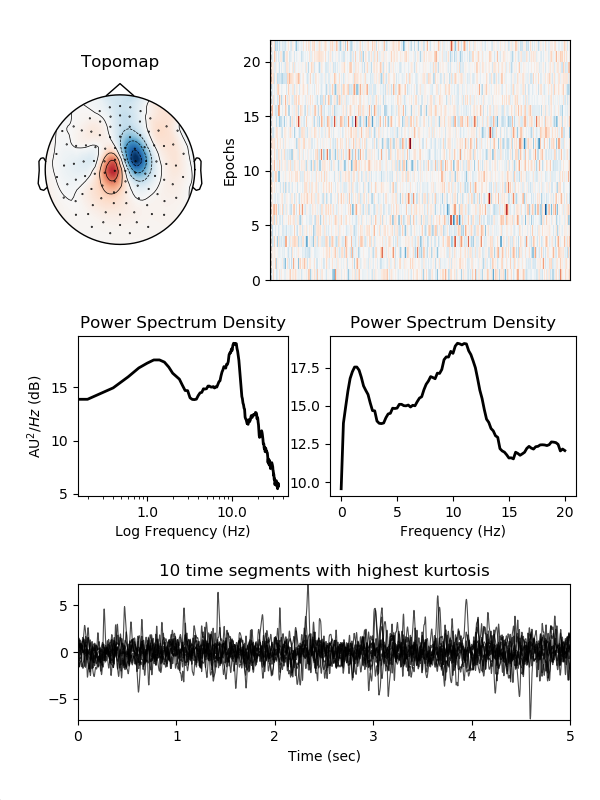 Topomap
20
15
10
5
0
Epochs
Power Spectrum Density
15
10
5
AU²/Hz (dB)
1.0 10.0
Log Frequency (Hz)
Power Spectrum Density
17.5
15.0
12.5
10.0
0 5 10 15 20
Frequency (Hz)
10 time segments with highest kurtosis
5
0
−5
0 1 2 3 4 5
Time (sec)